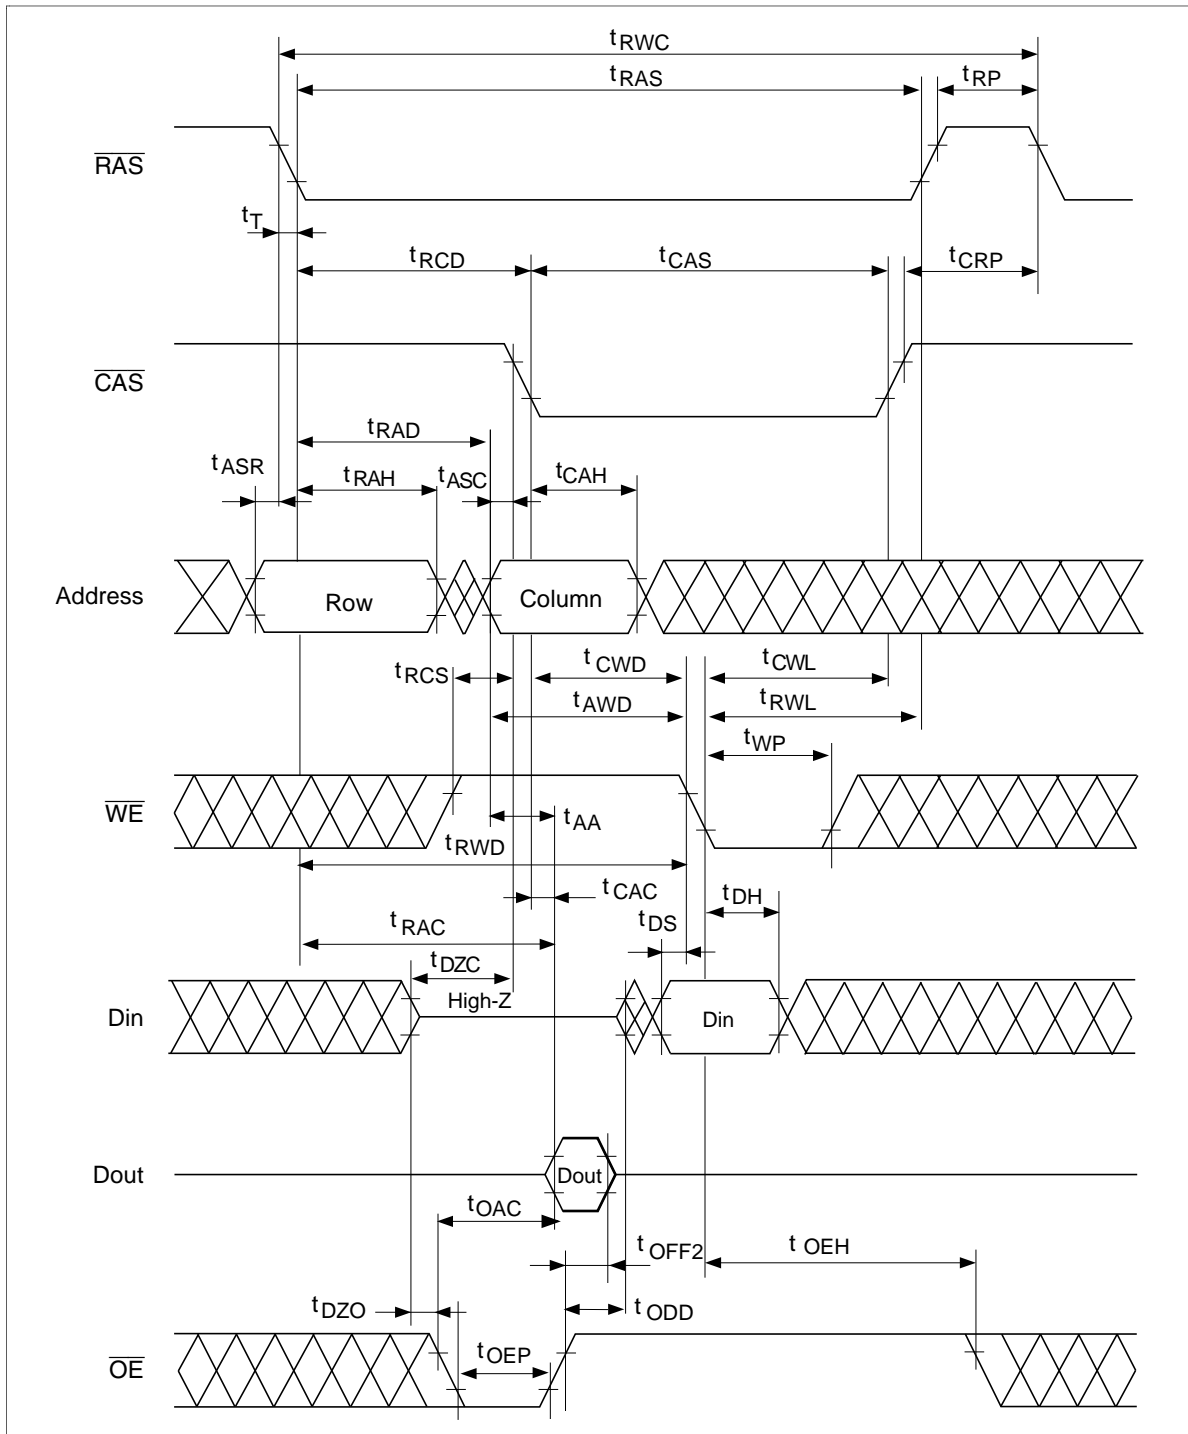 tRWC
tRAS
tRP
RAS
tT
tRCD
tCAS
tCRP
CAS
tRAD
tASR
tRAH
tASC
tCAH
Address
Row
Column
tRCS
tCWD
tCWL
tAWD
tRWL
tWP
WE
tAA
tRWD
tCAC
tDH
tDS
tRAC
tDZC
High-Z
Din
Din
Dout
Dout
tOAC
tOFF2
tOEH
tDZO
tODD
tOEP
OE